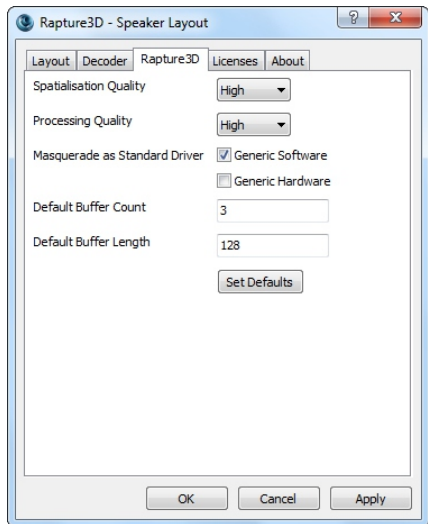 Rapture3D - Speaker Layout
Layout Decoder Rapture3D Licenses About
Spatialisation Quality High
Processing Quality High
Masquerade as Standard Driver Generic Software
Generic Hardware
Default Buffer Count 3
Default Buffer Length 128
Set Defaults
OK Cancel Apply